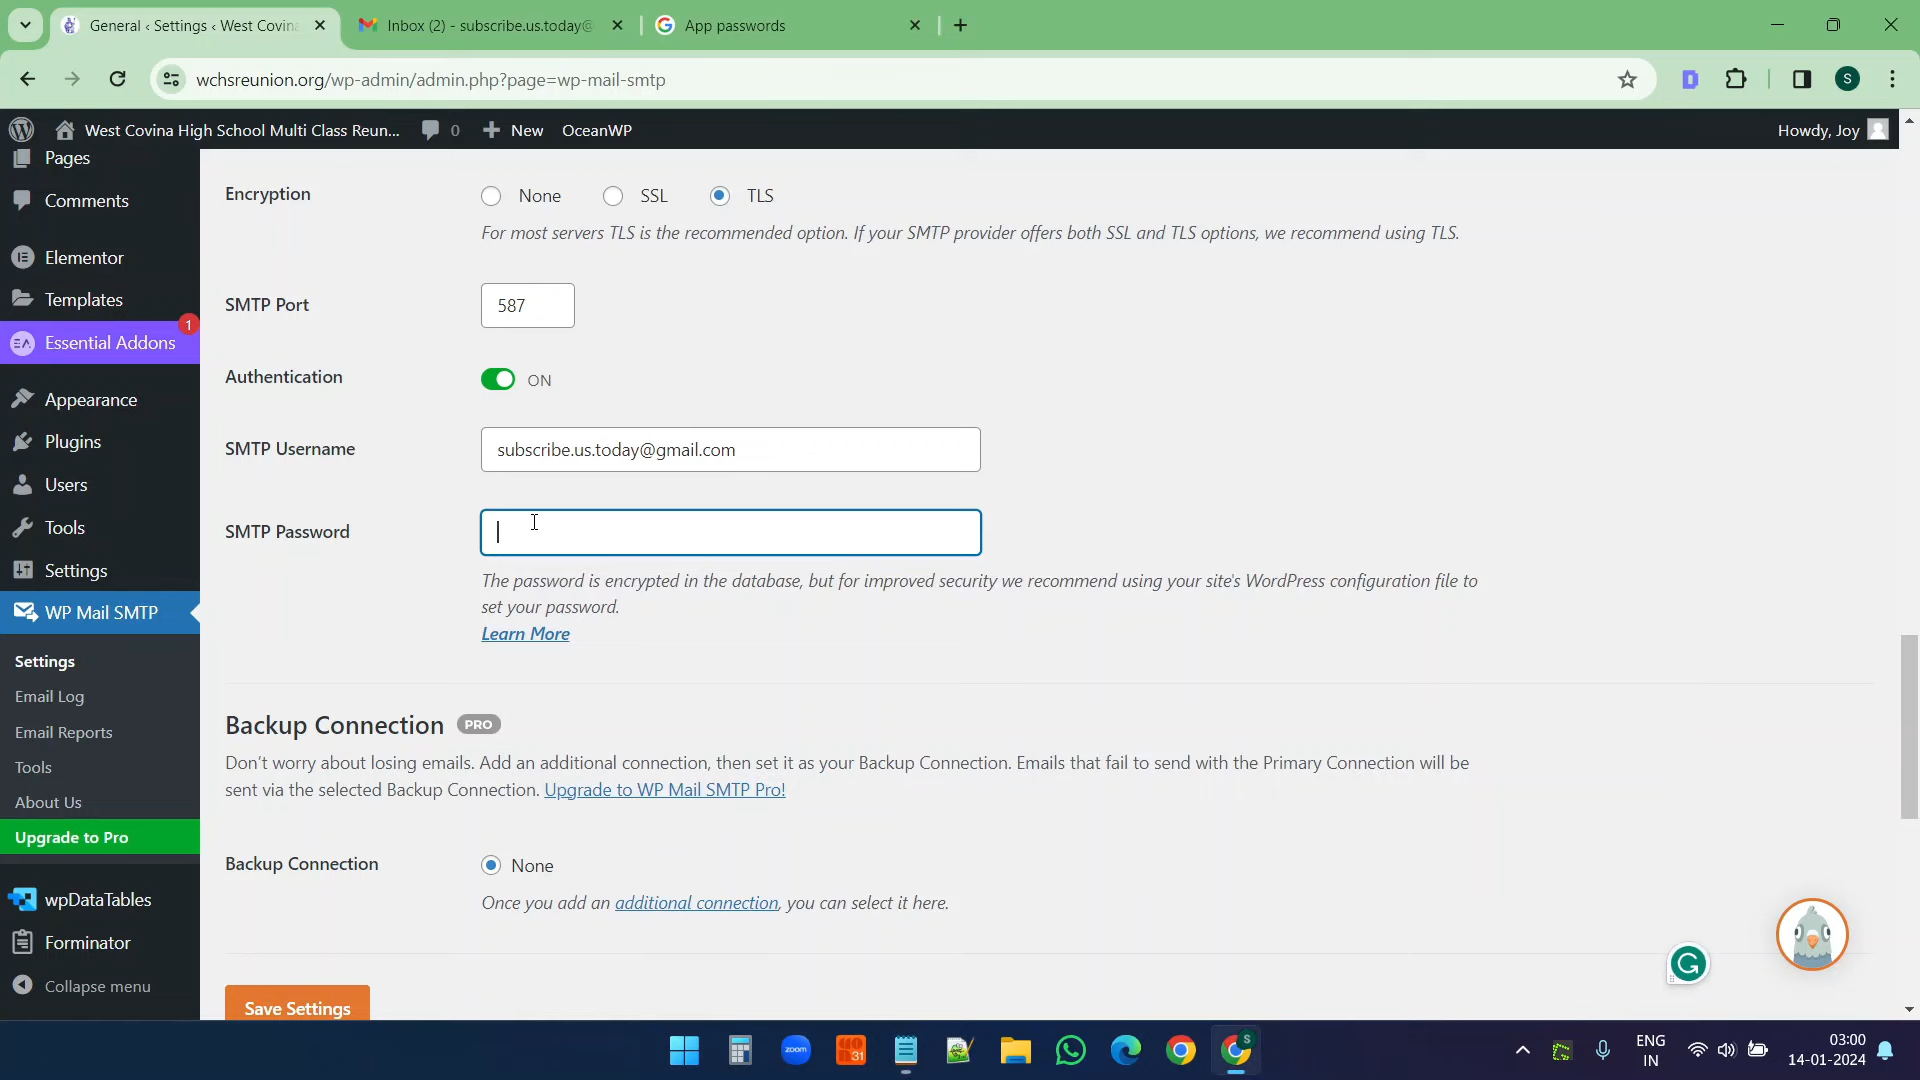 General ‹ Settings ‹ West Covina
Inbox (2) - subscribe.us.today@
App passwords
wchsreunion.org/wp-admin/admin.php?page=wp-mail-smtp
S
West Covina High School Multi Class Reun...
0
New
OceanWP
Howdy, Joy
Pages
Comments
Elementor
Templates
Essential Addons
1
Appearance
Plugins
Users
Tools
Settings
WP Mail SMTP
Settings
Email Log
Email Reports
Tools
About Us
Upgrade to Pro
wpDataTables
Forminator
Collapse menu
Encryption
None
SSL
TLS
For most servers TLS is the recommended option. If your SMTP provider offers both SSL and TLS options, we recommend using TLS.
SMTP Port
587
Authentication
ON
SMTP Username
subscribe.us.today@gmail.com
SMTP Password
The password is encrypted in the database, but for improved security we recommend using your site's WordPress configuration file to
set your password.
Learn More
Backup Connection PRO
Don't worry about losing emails. Add an additional connection, then set it as your Backup Connection. Emails that fail to send with the Primary Connection will be
sent via the selected Backup Connection. Upgrade to WP Mail SMTP Pro!
Backup Connection
None
Once you add an additional connection, you can select it here.
Save Settings
zoom
31
S
ENG
IN
03:00
14-01-2024